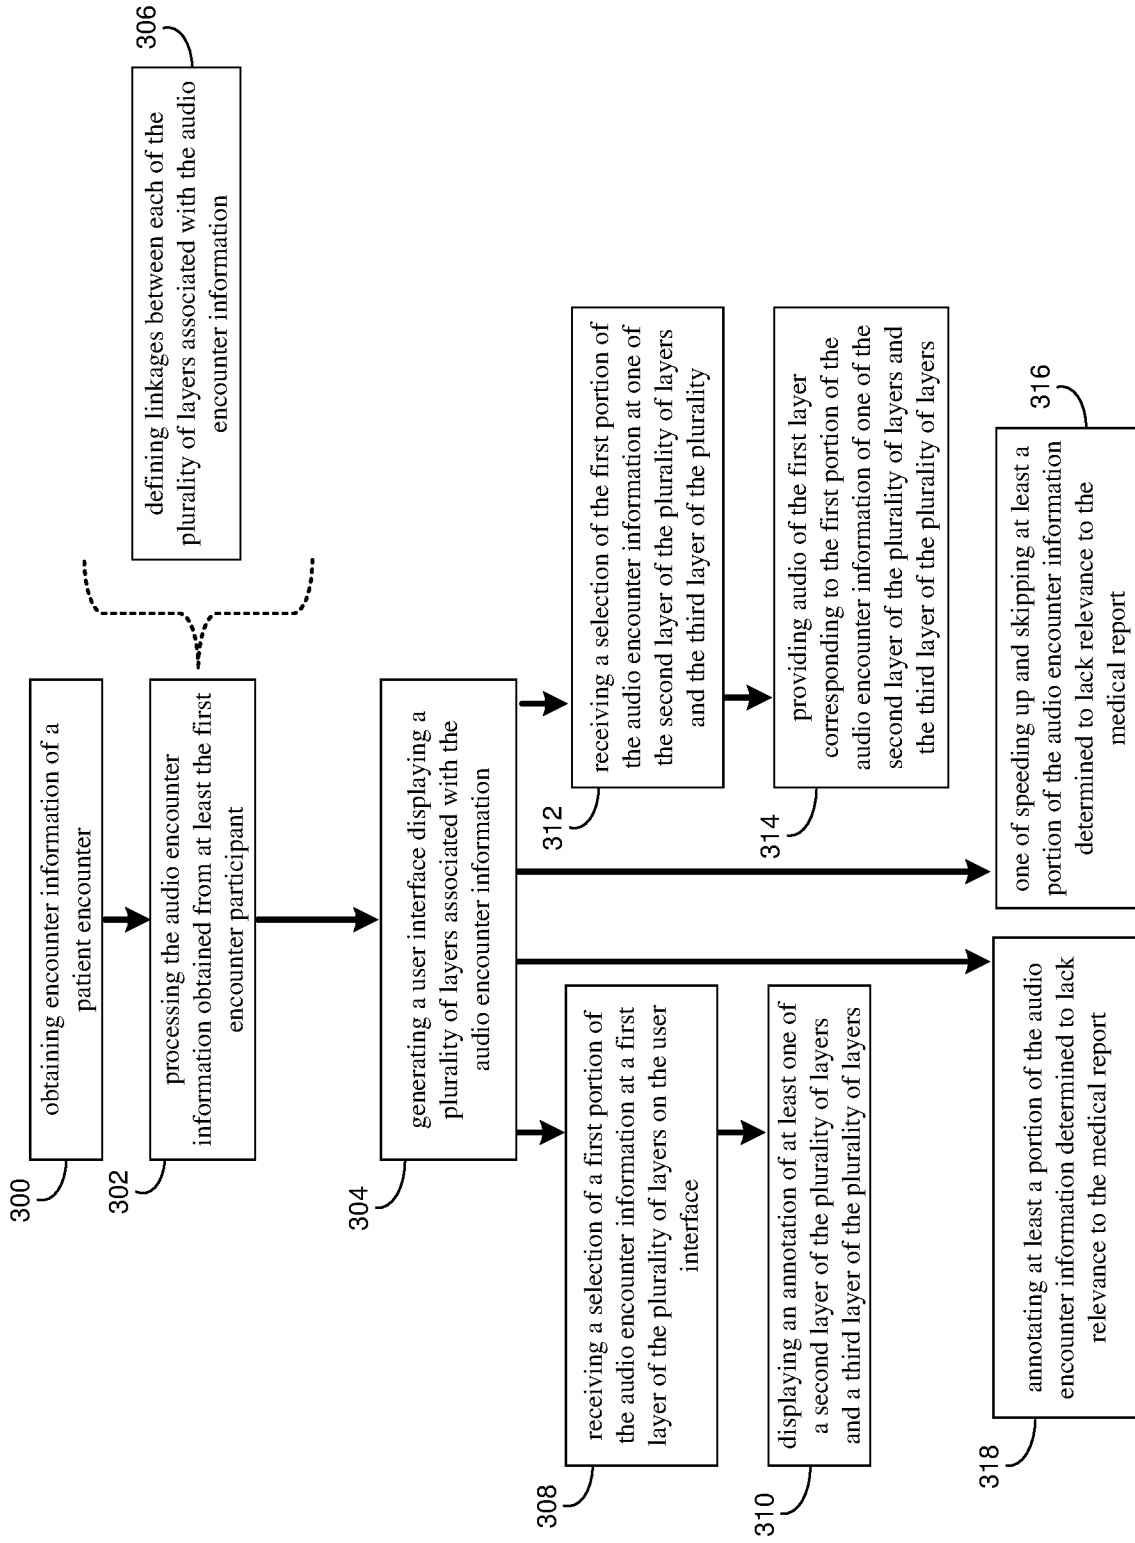 300
obtaining encounter information of a
patient encounter
302
processing the audio encounter
information obtained from at least the first
encounter participant
306
defining linkages between each of the
plurality of layers associated with the audio
encounter information
304
generating a user interface displaying a
plurality of layers associated with the
audio encounter information
308
receiving a selection of a first portion of
the audio encounter information at a first
layer of the plurality of layers on the user
interface
310
displaying an annotation of at least one of
a second layer of the plurality of layers
and a third layer of the plurality of layers
312
receiving a selection of the first portion of
the audio encounter information at one of
the second layer of the plurality of layers
and the third layer of the plurality
314
providing audio of the first layer
corresponding to the first portion of the
audio encounter information of one of the
second layer of the plurality of layers and
the third layer of the plurality of layers
318
annotating at least a portion of the audio
encounter information determined to lack
relevance to the medical report
316
one of speeding up and skipping at least a
portion of the audio encounter information
determined to lack relevance to the
medical report